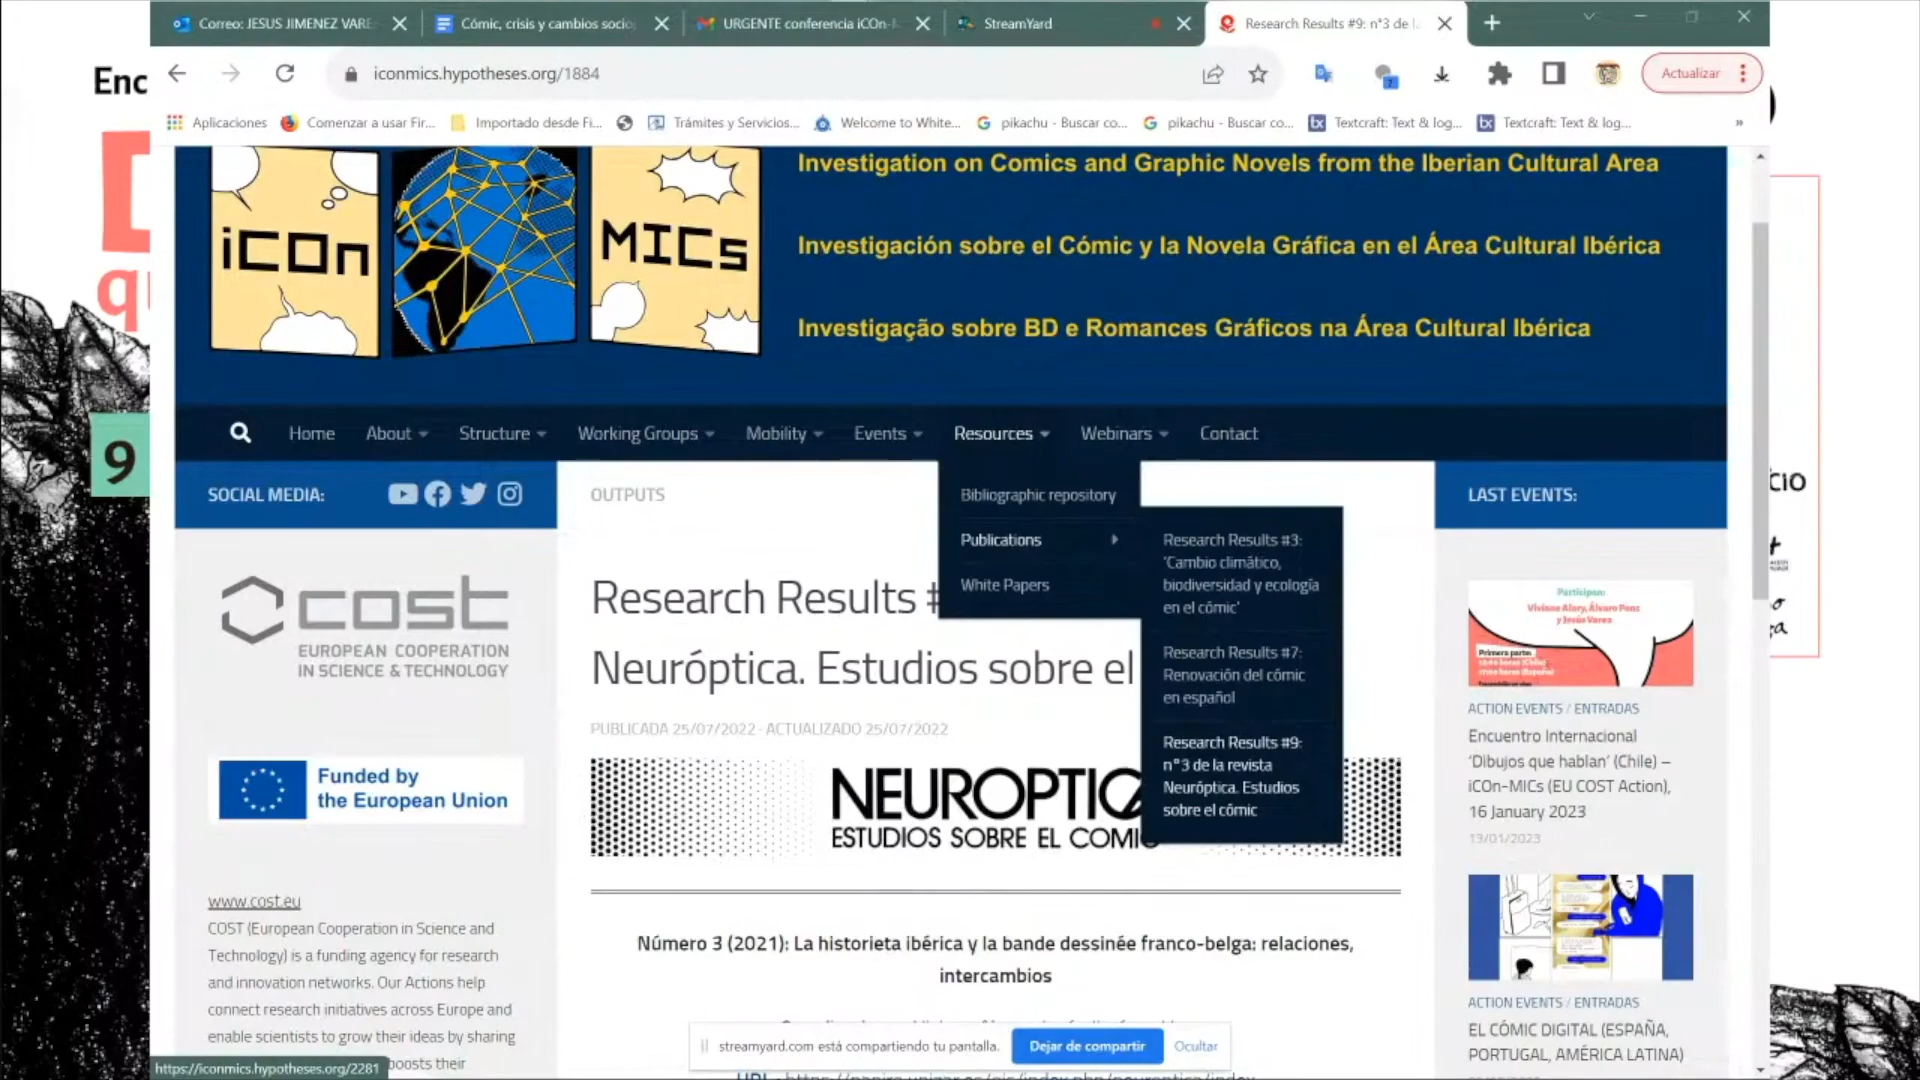 Correo: JESUS JIMENEZ VARE
Cómic, crisis y cambios socio
URGENTE conferencia iCOn-
StreamYard
Research Results #9: n°3 de l
Enc
iconmics.hypotheses.org/1884
Actualizar
Aplicaciones
Comenzar a usar Fir...
Importado desde Fi...
Trámites y Servicios...
Welcome to White...
pikachu - Buscar co...
pikachu - Buscar co...
Textcraft: Text & log...
Textcraft: Text & log...
»
iCOn
MICs
Investigation on Comics and Graphic Novels from the Iberian Cultural Area
Investigación sobre el Cómic y la Novela Gráfica en el Área Cultural Ibérica
Investigação sobre BD e Romances Gráficos na Área Cultural Ibérica
Home
About
Structure
Working Groups
Mobility
Events
Resources
Webinars
Contact
9
SOCIAL MEDIA:
OUTPUTS
Bibliographic repository
Publications
White Papers
Research Results #3:
'Cambio climático,
biodiversidad y ecología
en el cómic'
Research Results #7:
Renovación del cómic
en español
Research Results #9:
n°3 de la revista
Neuróptica. Estudios
sobre el cómic
LAST EVENTS:
cost
EUROPEAN COOPERATION
IN SCIENCE & TECHNOLOGY
Funded by
the European Union
www.cost.eu
COST (European Cooperation in Science and
Technology) is a funding agency for research
and innovation networks. Our Actions help
connect research initiatives across Europe and
enable scientists to grow their ideas by sharing
boosts their
https://iconmics.hypotheses.org/2281
Research Results #
Neuróptica. Estudios sobre el
PUBLICADA 25/07/2022 · ACTUALIZADO 25/07/2022
NEUROPTIC
ESTUDIOS SOBRE EL COMIC
Número 3 (2021): La historieta ibérica y la bande dessinée franco-belga: relaciones,
intercambios
streamyard.com está compartiendo tu pantalla.
Dejar de compartir
Ocultar
Participan:
Viviane Alary, Álvaro Pons
y Jesús Varea
Primera parte:
ACTION EVENTS / ENTRADAS
Encuentro Internacional
'Dibujos que hablan' (Chile) –
iCOn-MICs (EU COST Action),
16 January 2023
13/01/2023
ACTION EVENTS / ENTRADAS
EL CÓMIC DIGITAL (ESPAÑA,
PORTUGAL, AMÉRICA LATINA)